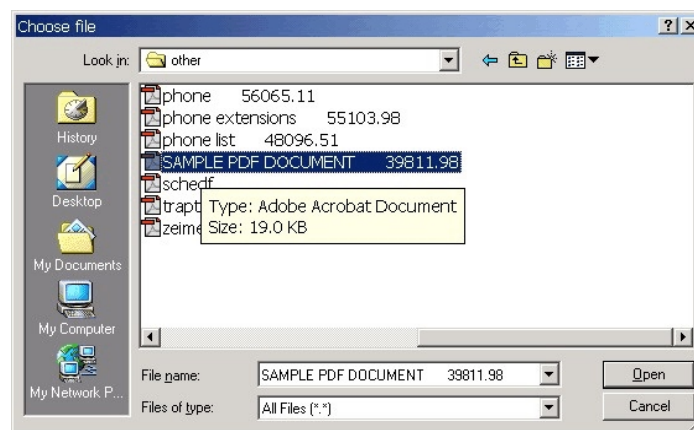 Choose file
Look in: other
History
Desktop
My Documents
My Computer
My Network P...
phone 56065.11
phone extensions 55103.98
phone list 48096.51
SAMPLE PDF DOCUMENT 39811.98
schedf
trapt
zeime
Type: Adobe Acrobat Document
Size: 19.0 KB
File name: SAMPLE PDF DOCUMENT 39811.98 Open
Files of type: All Files (*.*) Cancel